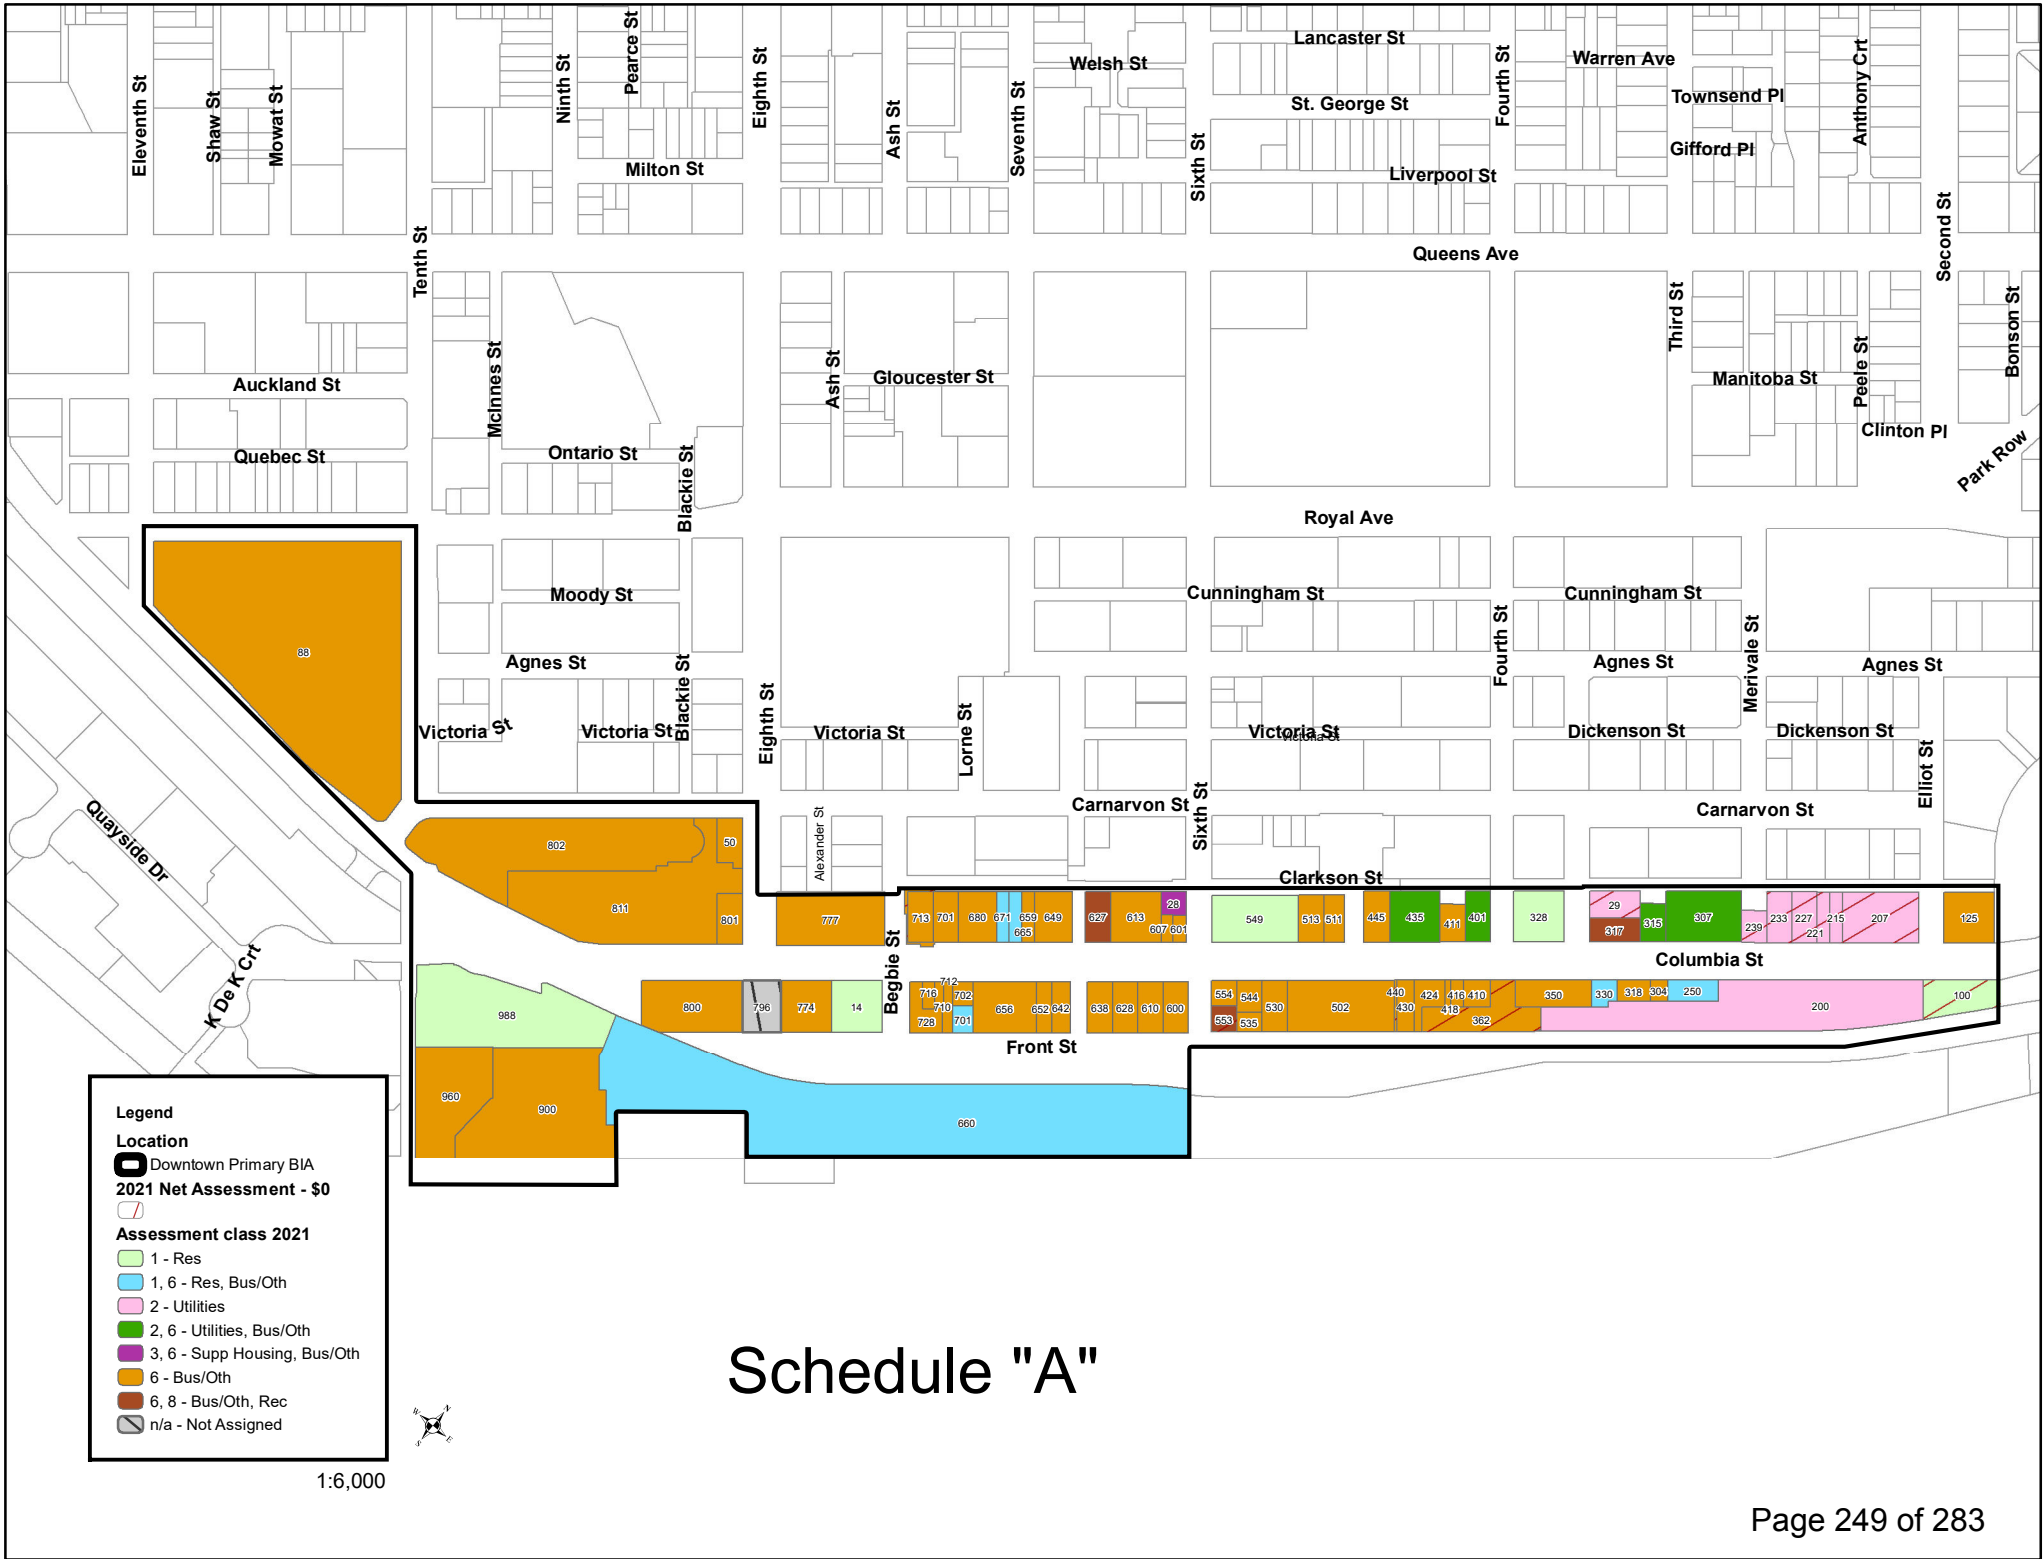 Lancaster St
Welsh St
Warren Ave
St. George St
Townsend Pl
Gifford Pl
Anthony Crt
Eleventh St
Shaw St
Mowat St
Ninth St
Pearce St
Eighth St
Ash St
Seventh St
Sixth St
Fourth St
Milton St
Liverpool St
Second St
Queens Ave
Tenth St
Third St
Bonson St
McInnes St
Ash St
Gloucester St
Auckland St
Manitoba St
Peele St
Clinton Pl
Quebec St
Ontario St
Blackie St
Park Row
Royal Ave
Moody St
Cunningham St
Cunningham St
Fourth St
Merivale St
Agnes St
Blackie St
Agnes St
Agnes St
88
Victoria St
Victoria St
Eighth St
Victoria St
Lorne St
Victoria St
Victoria St
Dickenson St
Dickenson St
Elliot St
Quayside Dr
Carnarvon St
Sixth St
Carnarvon St
Alexander St
802
50
811
801
Clarkson St
777
713
701
680
671
659
665
649
627
613
28
607
601
549
513
511
445
435
411
401
328
29
317
315
307
239
233
227
221
215
207
125
Begbie St
Columbia St
K De K Crt
988
800
796
774
14
716
712
710
728
702
701
656
652
642
638
628
610
600
554
553
544
535
530
502
440
430
424
418
416
410
362
350
330
318
304
250
200
100
Front St
960
900
660
Legend
Location
Downtown Primary BIA
2021 Net Assessment - $0
Assessment class 2021
1 - Res
1, 6 - Res, Bus/Oth
2 - Utilities
2, 6 - Utilities, Bus/Oth
3, 6 - Supp Housing, Bus/Oth
6 - Bus/Oth
6, 8 - Bus/Oth, Rec
n/a - Not Assigned
W
N
S
E
1:6,000
Schedule "A"
Page 249 of 283